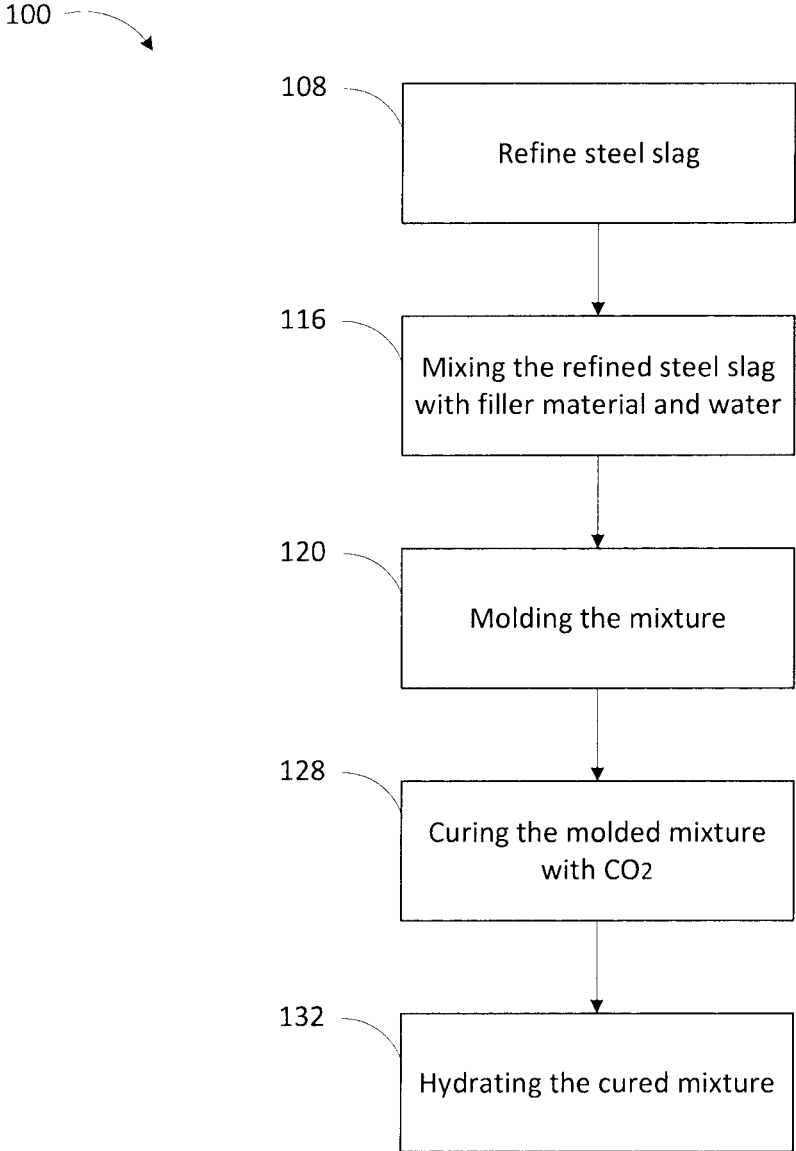 100
108
Refine steel slag
116
Mixing the refined steel slag
with filler material and water
120
Molding the mixture
128
Curing the molded mixture
with CO2
132
Hydrating the cured mixture